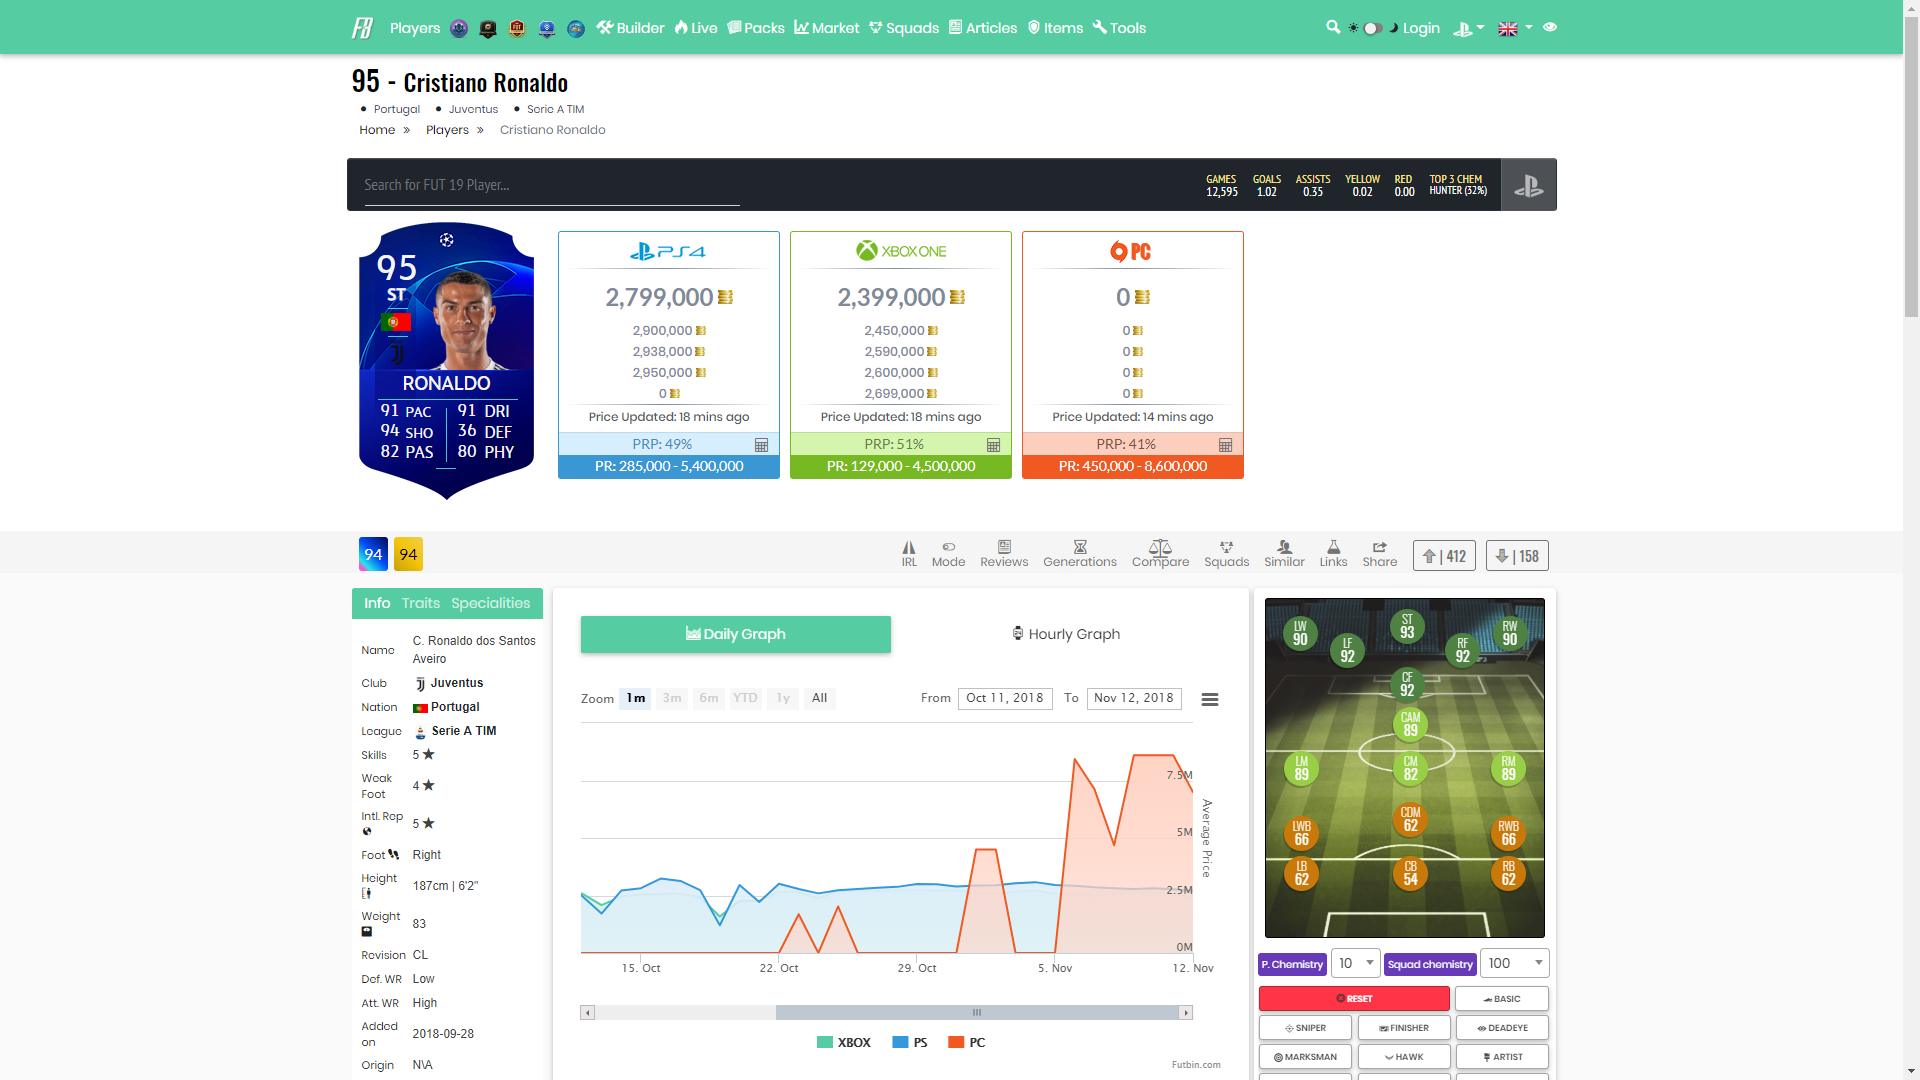 FB Players Builder Live Packs Market Squads Articles Items Tools Login
95 - Cristiano Ronaldo
Portugal Juventus Serie A TIM
Home » Players » Cristiano Ronaldo
Search for FUT 19 Player...
GAMES GOALS ASSISTS YELLOW RED TOP 3 CHEM
12,595 1.02 0.35 0.02 0.00 HUNTER (32%)
95
ST
RONALDO
91 PAC 91 DRI
94 SHO 36 DEF
82 PAS 80 PHY
PS4
2,799,000
2,900,000
2,938,000
2,950,000
0
Price Updated: 18 mins ago
PRP: 49%
PR: 285,000 - 5,400,000
XBOX ONE
2,399,000
2,450,000
2,590,000
2,600,000
2,699,000
Price Updated: 18 mins ago
PRP: 51%
PR: 129,000 - 4,500,000
PC
0
0
0
0
0
Price Updated: 14 mins ago
PRP: 41%
PR: 450,000 - 8,600,000
94 94
IRL Mode Reviews Generations Compare Squads Similar Links Share | 412 | 158
Info Traits Specialities
Name C. Ronaldo dos Santos
Aveiro
Club Juventus
Nation Portugal
League Serie A TIM
Skills 5
Weak
Foot 4
Intl. Rep 5
Foot Right
Height 187cm | 6'2"
Weight 83
Revision CL
Def. WR Low
Att. WR High
Added
on 2018-09-28
Origin N\A
Daily Graph Hourly Graph
Zoom 1m 3m 6m YTD 1y All From Oct 11, 2018 To Nov 12, 2018
7.5M
5M
2.5M
0M
Average Price
15. Oct 22. Oct 29. Oct 5. Nov 12. Nov
XBOX PS PC
Futbin.com
LW 90
LF 92
ST 93
RF 92
RW 90
CF 92
CAM 89
LM 89
CM 82
RM 89
LWB 66
CDM 62
RWB 66
LB 62
CB 54
RB 62
P. Chemistry 10 Squad chemistry 100
RESET BASIC
SNIPER FINISHER DEADEYE
MARKSMAN HAWK ARTIST